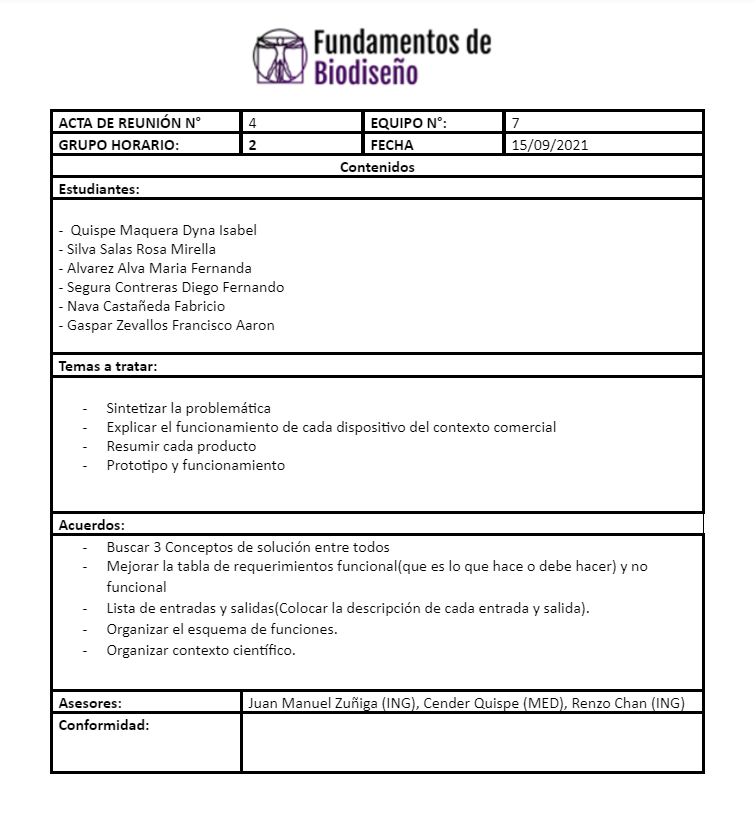 Fundamentos de
Biodiseño
ACTA DE REUNIÓN N° 4 EQUIPO N°: 7
GRUPO HORARIO: 2 FECHA 15/09/2021
Contenidos
Estudiantes:
- Quispe Maquera Dyna Isabel
- Silva Salas Rosa Mirella
- Alvarez Alva Maria Fernanda
- Segura Contreras Diego Fernando
- Nava Castañeda Fabricio
- Gaspar Zevallos Francisco Aaron
Temas a tratar:
- Sintetizar la problemática
- Explicar el funcionamiento de cada dispositivo del contexto comercial
- Resumir cada producto
- Prototipo y funcionamiento
Acuerdos:
- Buscar 3 Conceptos de solución entre todos
- Mejorar la tabla de requerimientos funcional(que es lo que hace o debe hacer) y no
funcional
- Lista de entradas y salidas(Colocar la descripción de cada entrada y salida).
- Organizar el esquema de funciones.
- Organizar contexto científico.
Asesores: Juan Manuel Zuñiga (ING), Cender Quispe (MED), Renzo Chan (ING)
Conformidad: